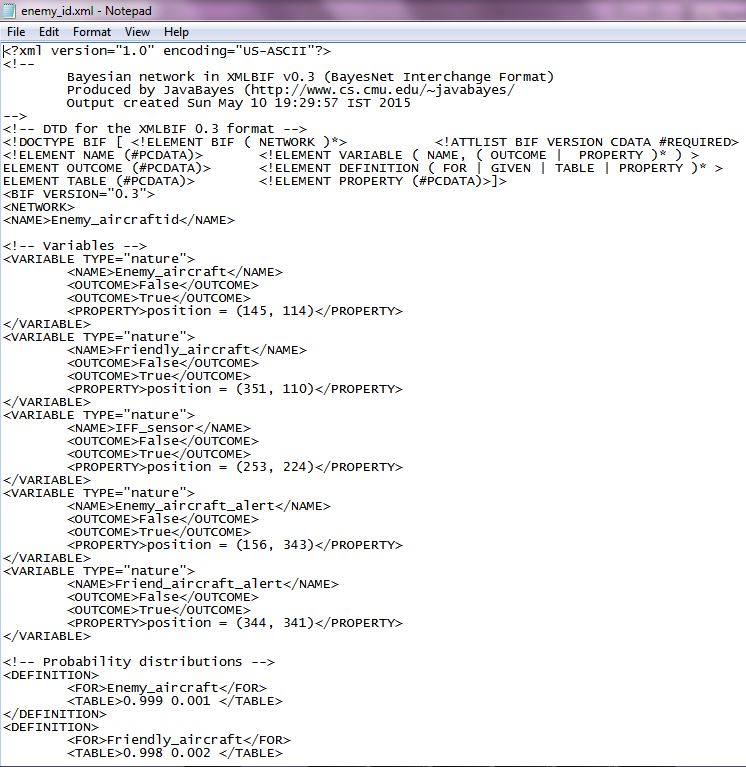 enemy_id.xml - Notepad
File Edit Format View Help
<?xml version="1.0" encoding="US-ASCII"?>
<!--
Bayesian network in XMLBIF v0.3 (BayesNet Interchange Format)
Produced by JavaBayes (http://www.cs.cmu.edu/~javabayes/
Output created Sun May 10 19:29:57 IST 2015
-->
<!-- DTD for the XMLBIF 0.3 format -->
<!DOCTYPE BIF [ <!ELEMENT BIF ( NETWORK )*> <!ATTLIST BIF VERSION CDATA #REQUIRED>
<!ELEMENT NAME (#PCDATA)> <!ELEMENT VARIABLE ( NAME, ( OUTCOME | PROPERTY )* ) >
ELEMENT OUTCOME (#PCDATA)> <!ELEMENT DEFINITION ( FOR | GIVEN | TABLE | PROPERTY )* >
ELEMENT TABLE (#PCDATA)> <!ELEMENT PROPERTY (#PCDATA)>]>
<BIF VERSION="0.3">
<NETWORK>
<NAME>Enemy_aircraftid</NAME>
<!-- Variables -->
<VARIABLE TYPE="nature">
<NAME>Enemy_aircraft</NAME>
<OUTCOME>False</OUTCOME>
<OUTCOME>True</OUTCOME>
<PROPERTY>position = (145, 114)</PROPERTY>
</VARIABLE>
<VARIABLE TYPE="nature">
<NAME>Friendly_aircraft</NAME>
<OUTCOME>False</OUTCOME>
<OUTCOME>True</OUTCOME>
<PROPERTY>position = (351, 110)</PROPERTY>
</VARIABLE>
<VARIABLE TYPE="nature">
<NAME>IFF_sensor</NAME>
<OUTCOME>False</OUTCOME>
<OUTCOME>True</OUTCOME>
<PROPERTY>position = (253, 224)</PROPERTY>
</VARIABLE>
<VARIABLE TYPE="nature">
<NAME>Enemy_aircraft_alert</NAME>
<OUTCOME>False</OUTCOME>
<OUTCOME>True</OUTCOME>
<PROPERTY>position = (156, 343)</PROPERTY>
</VARIABLE>
<VARIABLE TYPE="nature">
<NAME>Friend_aircraft_alert</NAME>
<OUTCOME>False</OUTCOME>
<OUTCOME>True</OUTCOME>
<PROPERTY>position = (344, 341)</PROPERTY>
</VARIABLE>
<!-- Probability distributions -->
<DEFINITION>
<FOR>Enemy_aircraft</FOR>
<TABLE>0.999 0.001 </TABLE>
</DEFINITION>
<DEFINITION>
<FOR>Friendly_aircraft</FOR>
<TABLE>0.998 0.002 </TABLE>